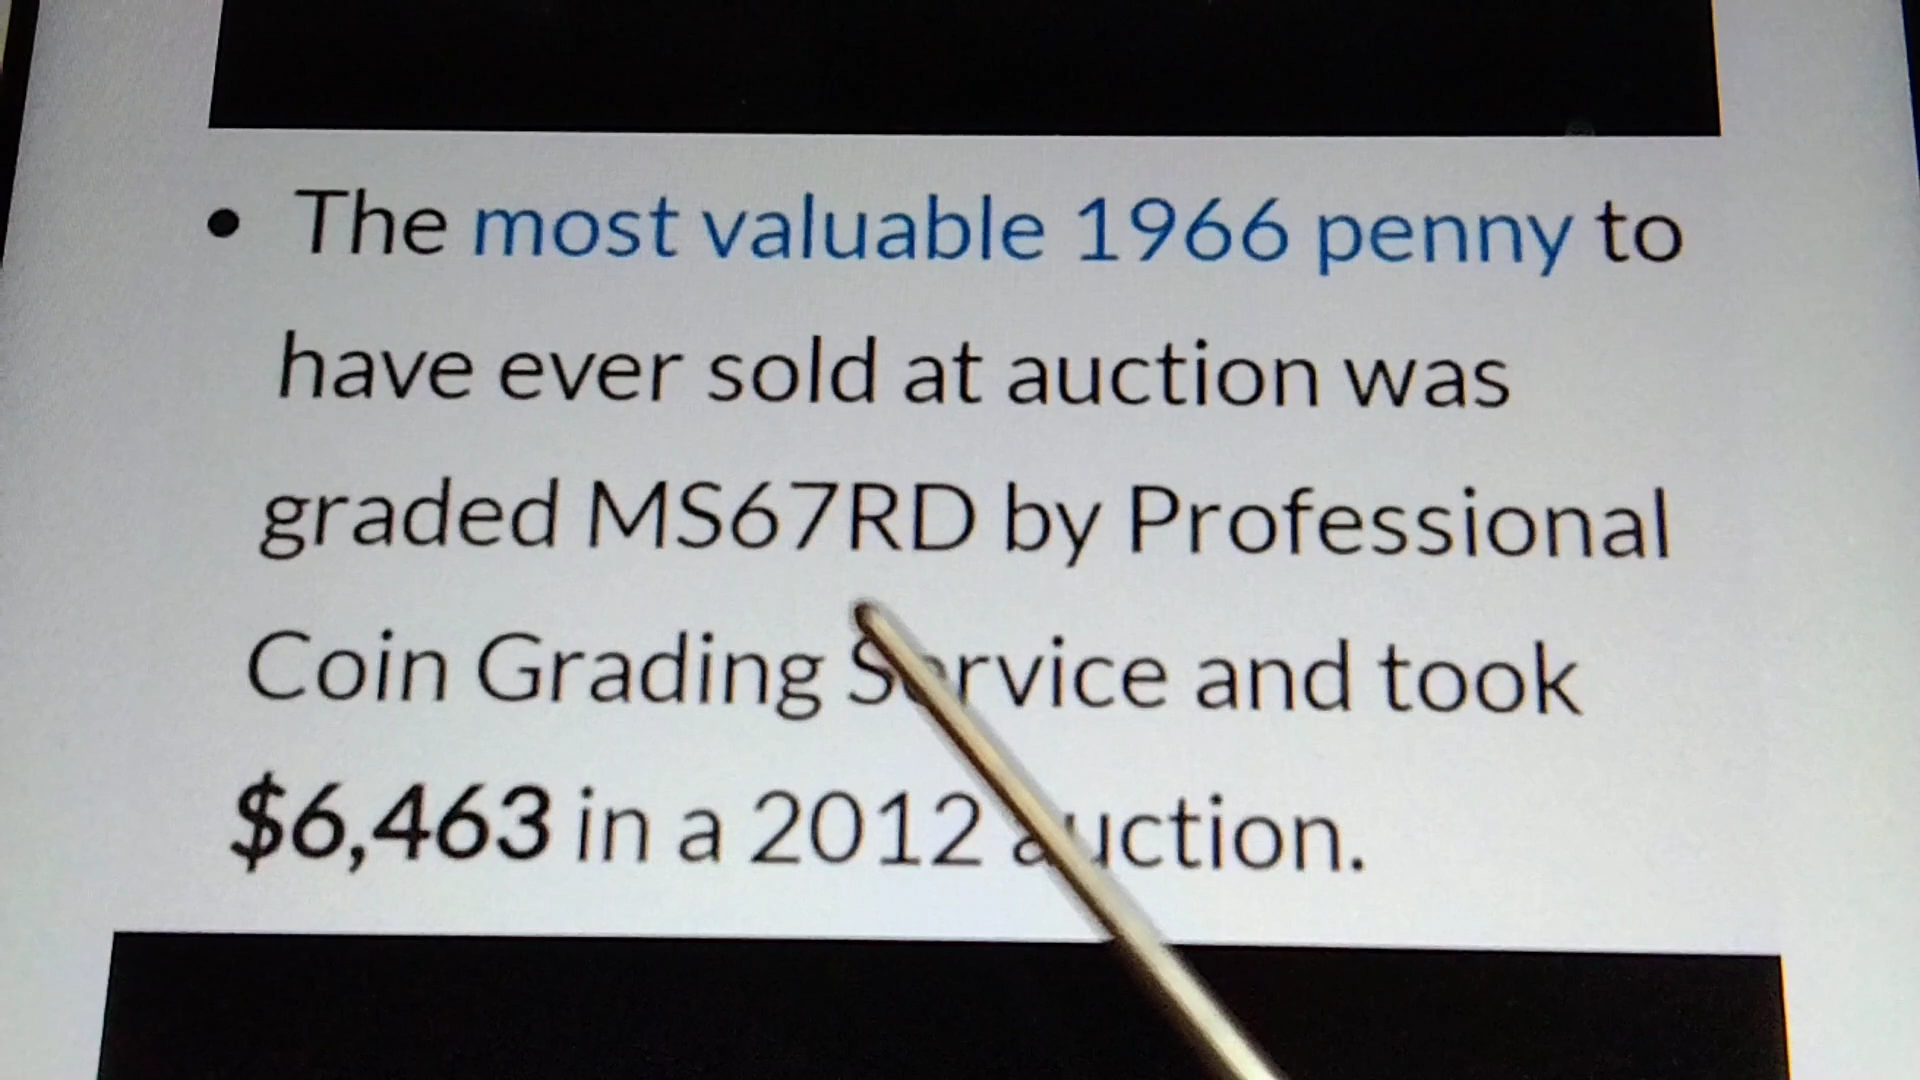 • The most valuable 1966 penny to
have ever sold at auction was
graded MS67RD by Professional
Coin Grading Service and took
$6,463 in a 2012 auction.